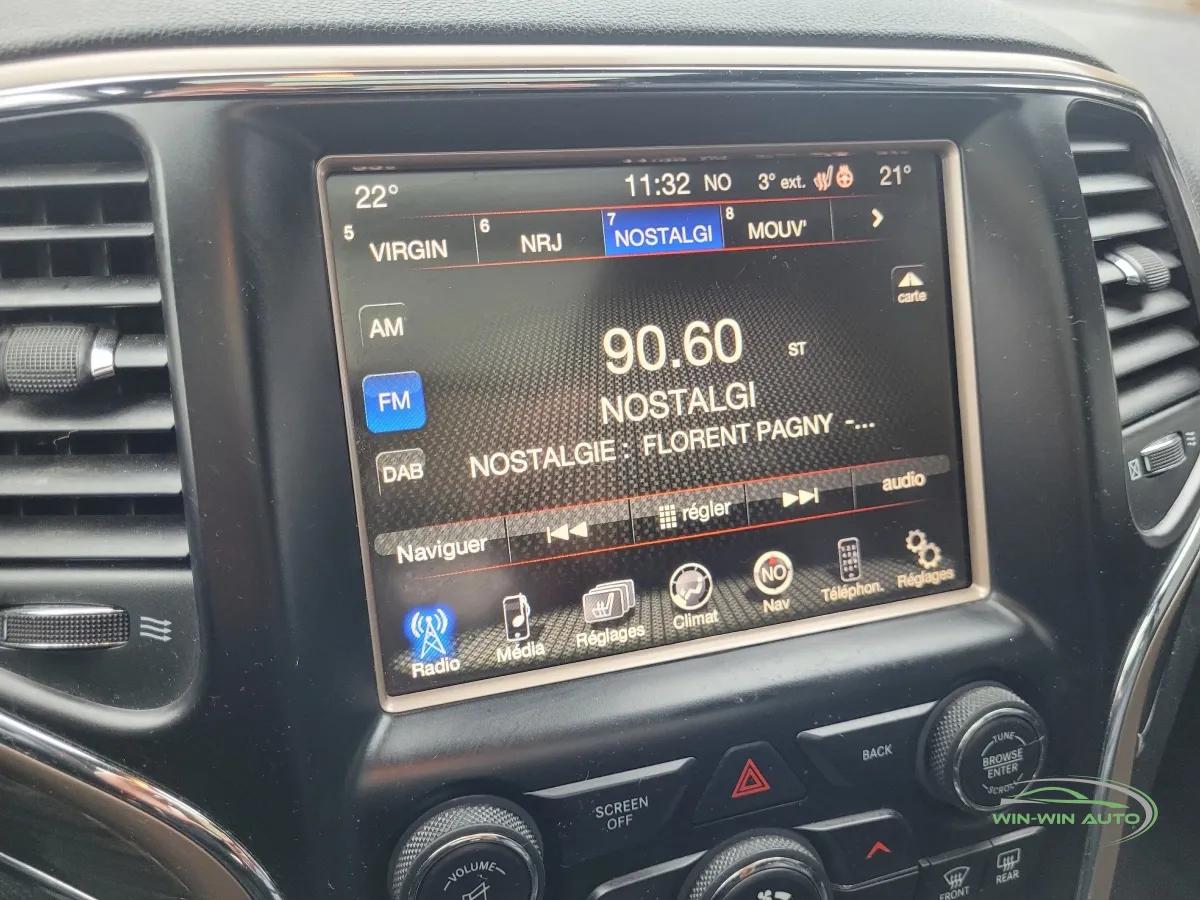 22° 11:32 NO 3° ext. 21°
5 VIRGIN 6 NRJ 7 NOSTALGI 8 MOUV'
carte
AM
90.60 ST
FM
NOSTALGI
DAB
NOSTALGIE : FLORENT PAGNY -...
Naviguer régler audio
Radio Média Réglages Climat NO Nav Téléphon. Réglages
BACK
TUNE
BROWSE
ENTER
SCROLL
SCREEN
OFF
VOLUME
FRONT
REAR
WIN-WIN AUTO